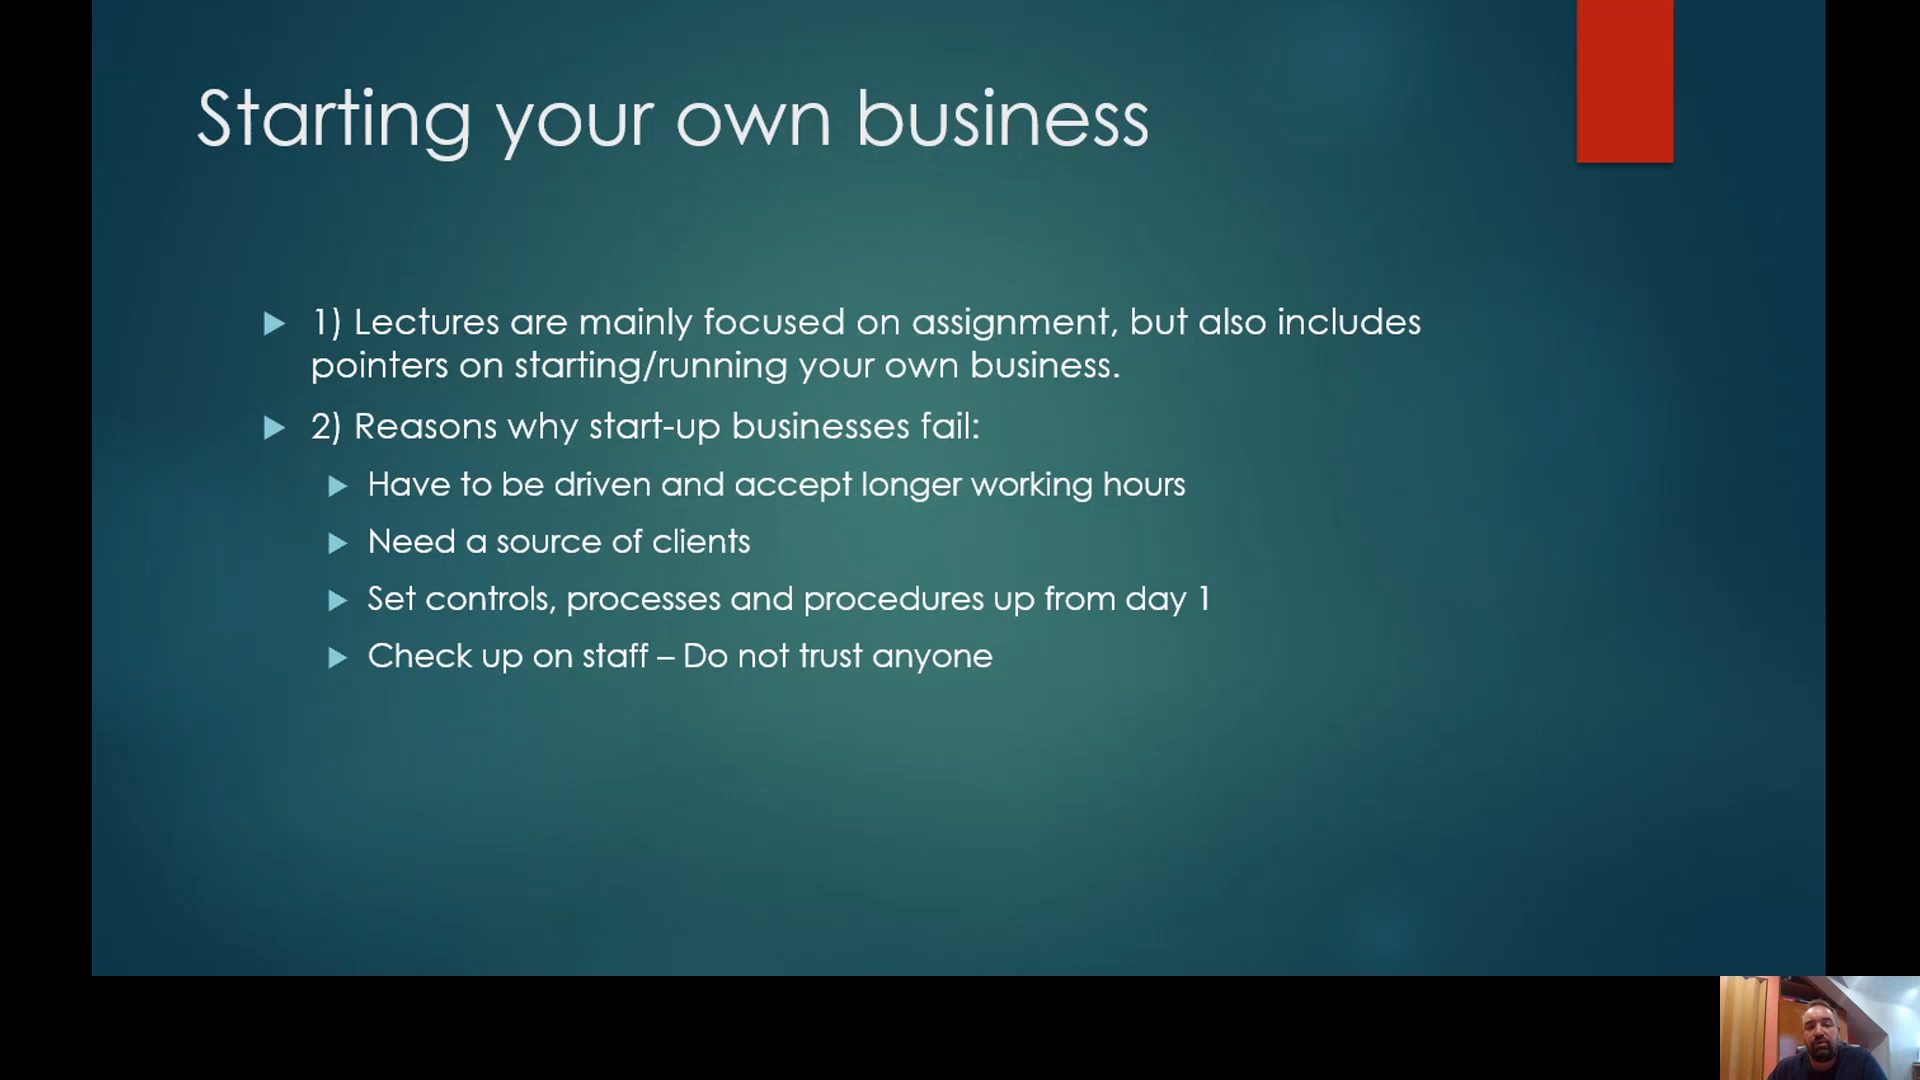 Starting your own business
1) Lectures are mainly focused on assignment, but also includes
pointers on starting/running your own business.
2) Reasons why start-up businesses fail:
Have to be driven and accept longer working hours
Need a source of clients
Set controls, processes and procedures up from day 1
Check up on staff – Do not trust anyone